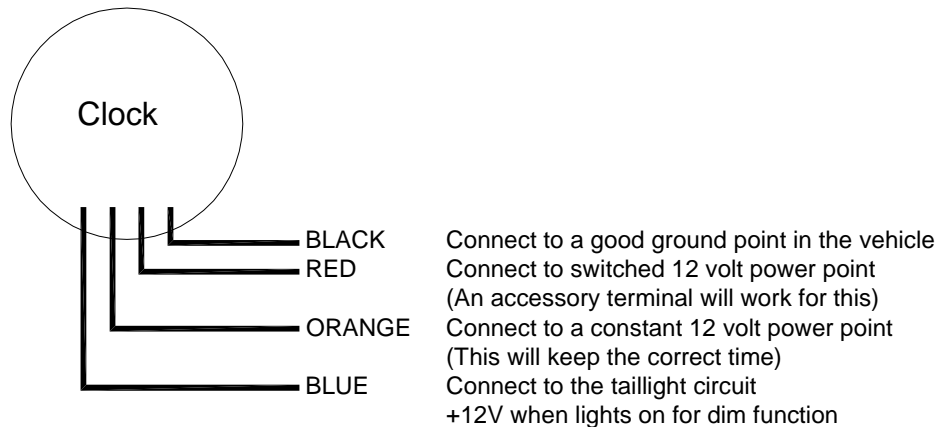 Clock
BLACK Connect to a good ground point in the vehicle
RED Connect to switched 12 volt power point
(An accessory terminal will work for this)
ORANGE Connect to a constant 12 volt power point
(This will keep the correct time)
BLUE Connect to the taillight circuit
+12V when lights on for dim function